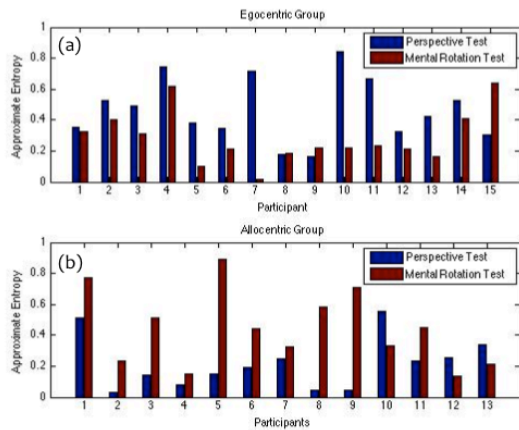 Egocentric Group
(a)
Perspective Test
Mental Rotation Test
Approximate Entropy
1
0.8
0.6
0.4
0.2
0
1 2 3 4 5 6 7 8 9 10 11 12 13 14 15
Participant
Allocentric Group
(b)
Perspective Test
Mental Rotation Test
Approximate Entropy
1
0.8
0.6
0.4
0.2
0
1 2 3 4 5 6 7 8 9 10 11 12 13
Participants